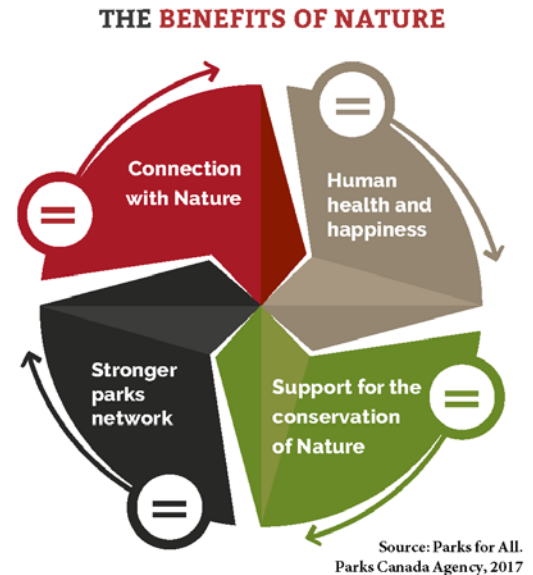 THE BENEFITS OF NATURE
Connection
with Nature
=
Human
health and
happiness
=
Stronger
parks
network
=
Support for the
conservation
of Nature
=
Source: Parks for All.
Parks Canada Agency, 2017